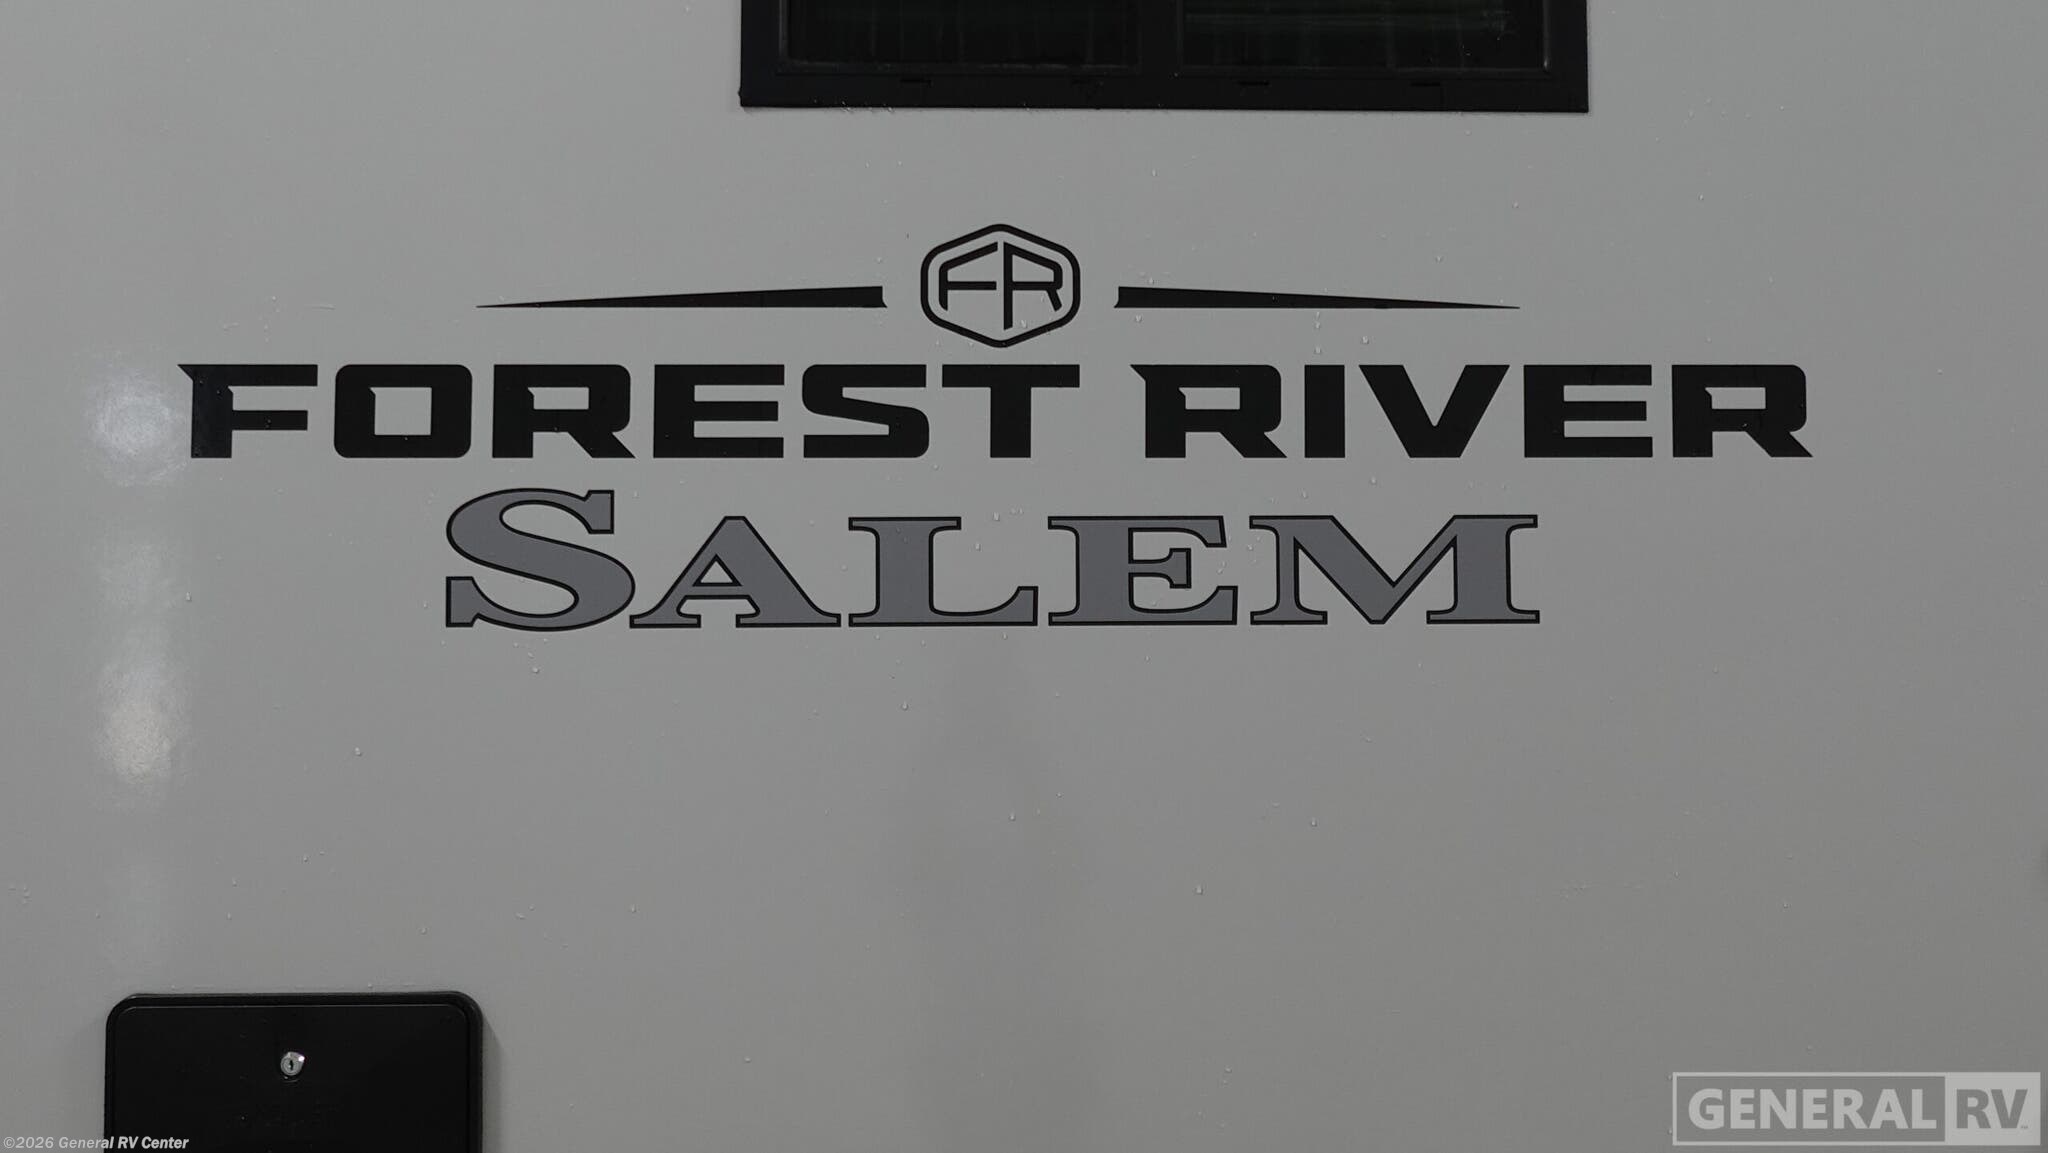 FR
FOREST RIVER
SALEM
GENERAL RV
©2026 General RV Center